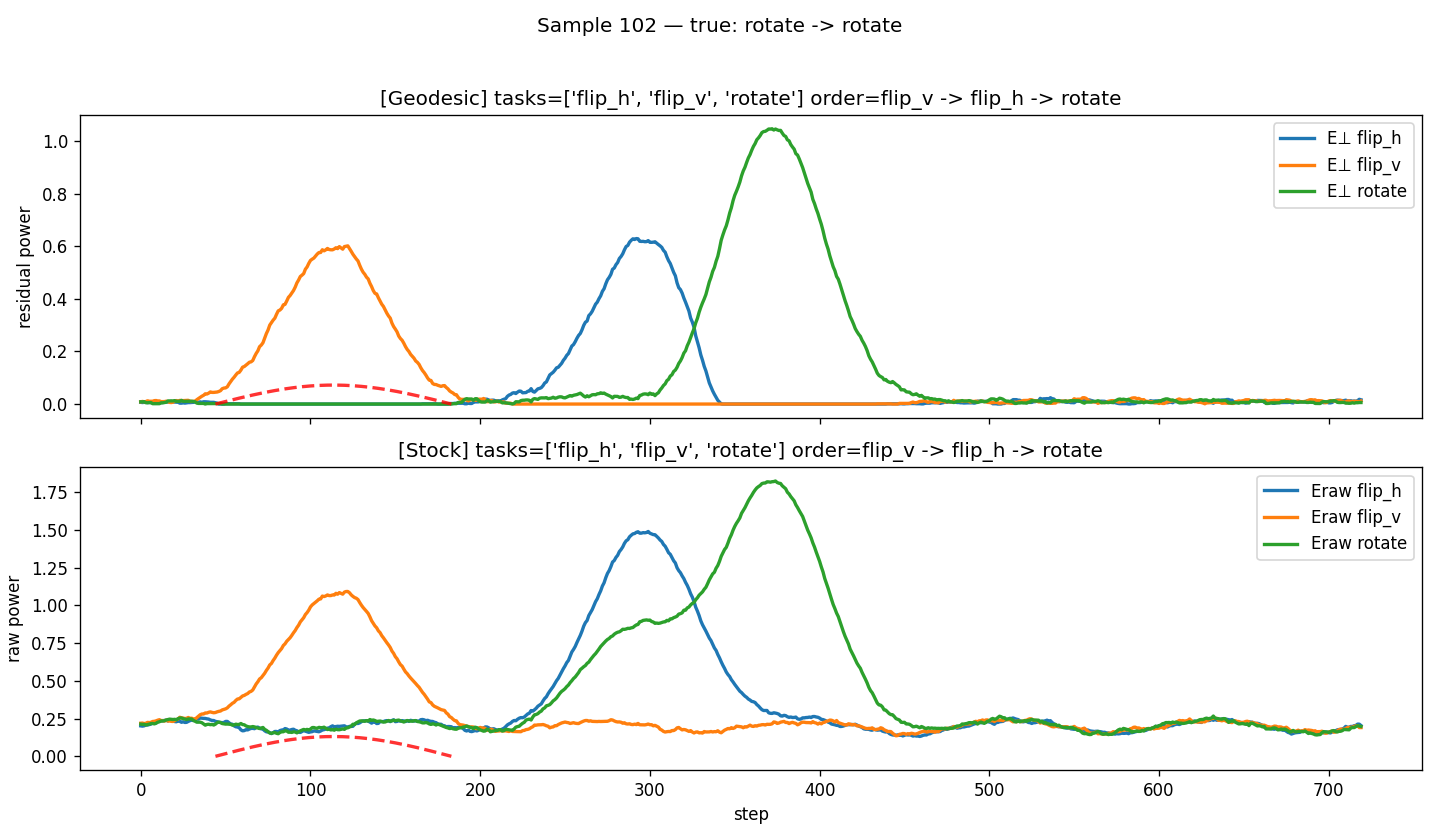 Sample 102 — true: rotate -> rotate
[Geodesic] tasks=['flip_h', 'flip_v', 'rotate'] order=flip_v -> flip_h -> rotate
residual power
1.0
0.8
0.6
0.4
0.2
0.0
E⊥ flip_h
E⊥ flip_v
E⊥ rotate
[Stock] tasks=['flip_h', 'flip_v', 'rotate'] order=flip_v -> flip_h -> rotate
raw power
1.75
1.50
1.25
1.00
0.75
0.50
0.25
0.00
Eraw flip_h
Eraw flip_v
Eraw rotate
0 100 200 300 400 500 600 700
step